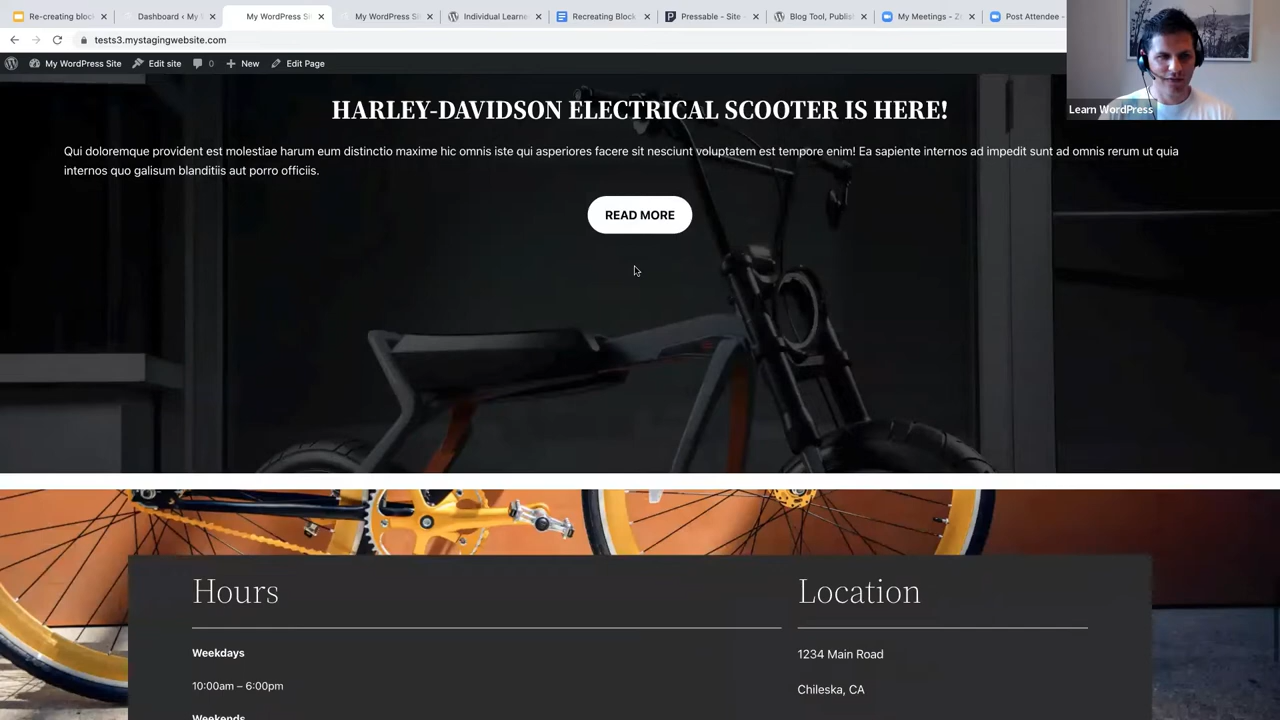 Re-creating bloc
Dashboard ‹ My
My WordPress Si
My WordPress S
Individual Learne
Recreating Block
Pressable - Site
Blog Tool, Publis
My Meetings - Z
Post Attendee -
tests3.mystagingwebsite.com
My WordPress Site
Edit site
0
New
Edit Page
Learn WordPress
HARLEY-DAVIDSON ELECTRICAL SCOOTER IS HERE!
Qui doloremque provident est molestiae harum eum distinctio maxime hic omnis iste qui asperiores facere sit nesciunt voluptatem est tempore enim! Ea sapiente internos ad impedit sunt ad omnis rerum ut quia
internos quo galisum blanditiis aut porro officiis.
READ MORE
Hours
Location
Weekdays
1234 Main Road
10:00am – 6:00pm
Chileska, CA
Weekends